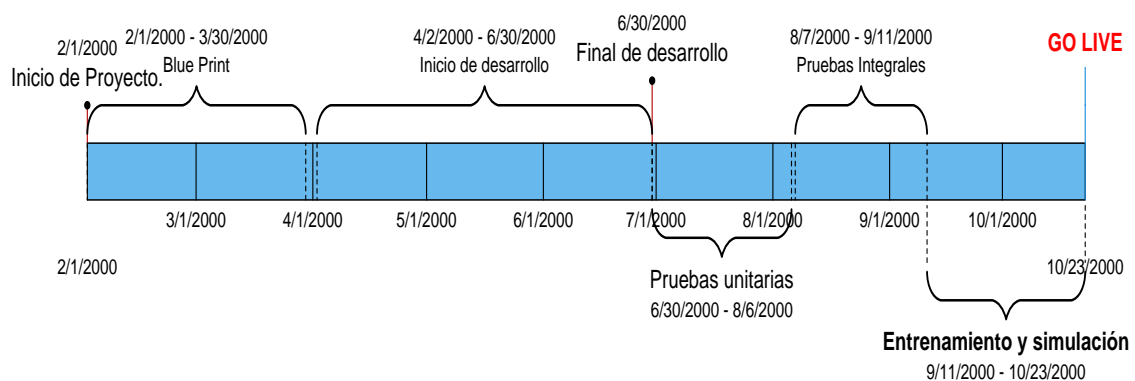 2/1/2000
Inicio de Proyecto.
2/1/2000 - 3/30/2000
Blue Print
4/2/2000 - 6/30/2000
Inicio de desarrollo
6/30/2000
Final de desarrollo
8/7/2000 - 9/11/2000
Pruebas Integrales
GO LIVE
3/1/2000
4/1/2000
5/1/2000
6/1/2000
7/1/2000
8/1/2000
9/1/2000
10/1/2000
2/1/2000
10/23/2000
Pruebas unitarias
6/30/2000 - 8/6/2000
Entrenamiento y simulación
9/11/2000 - 10/23/2000